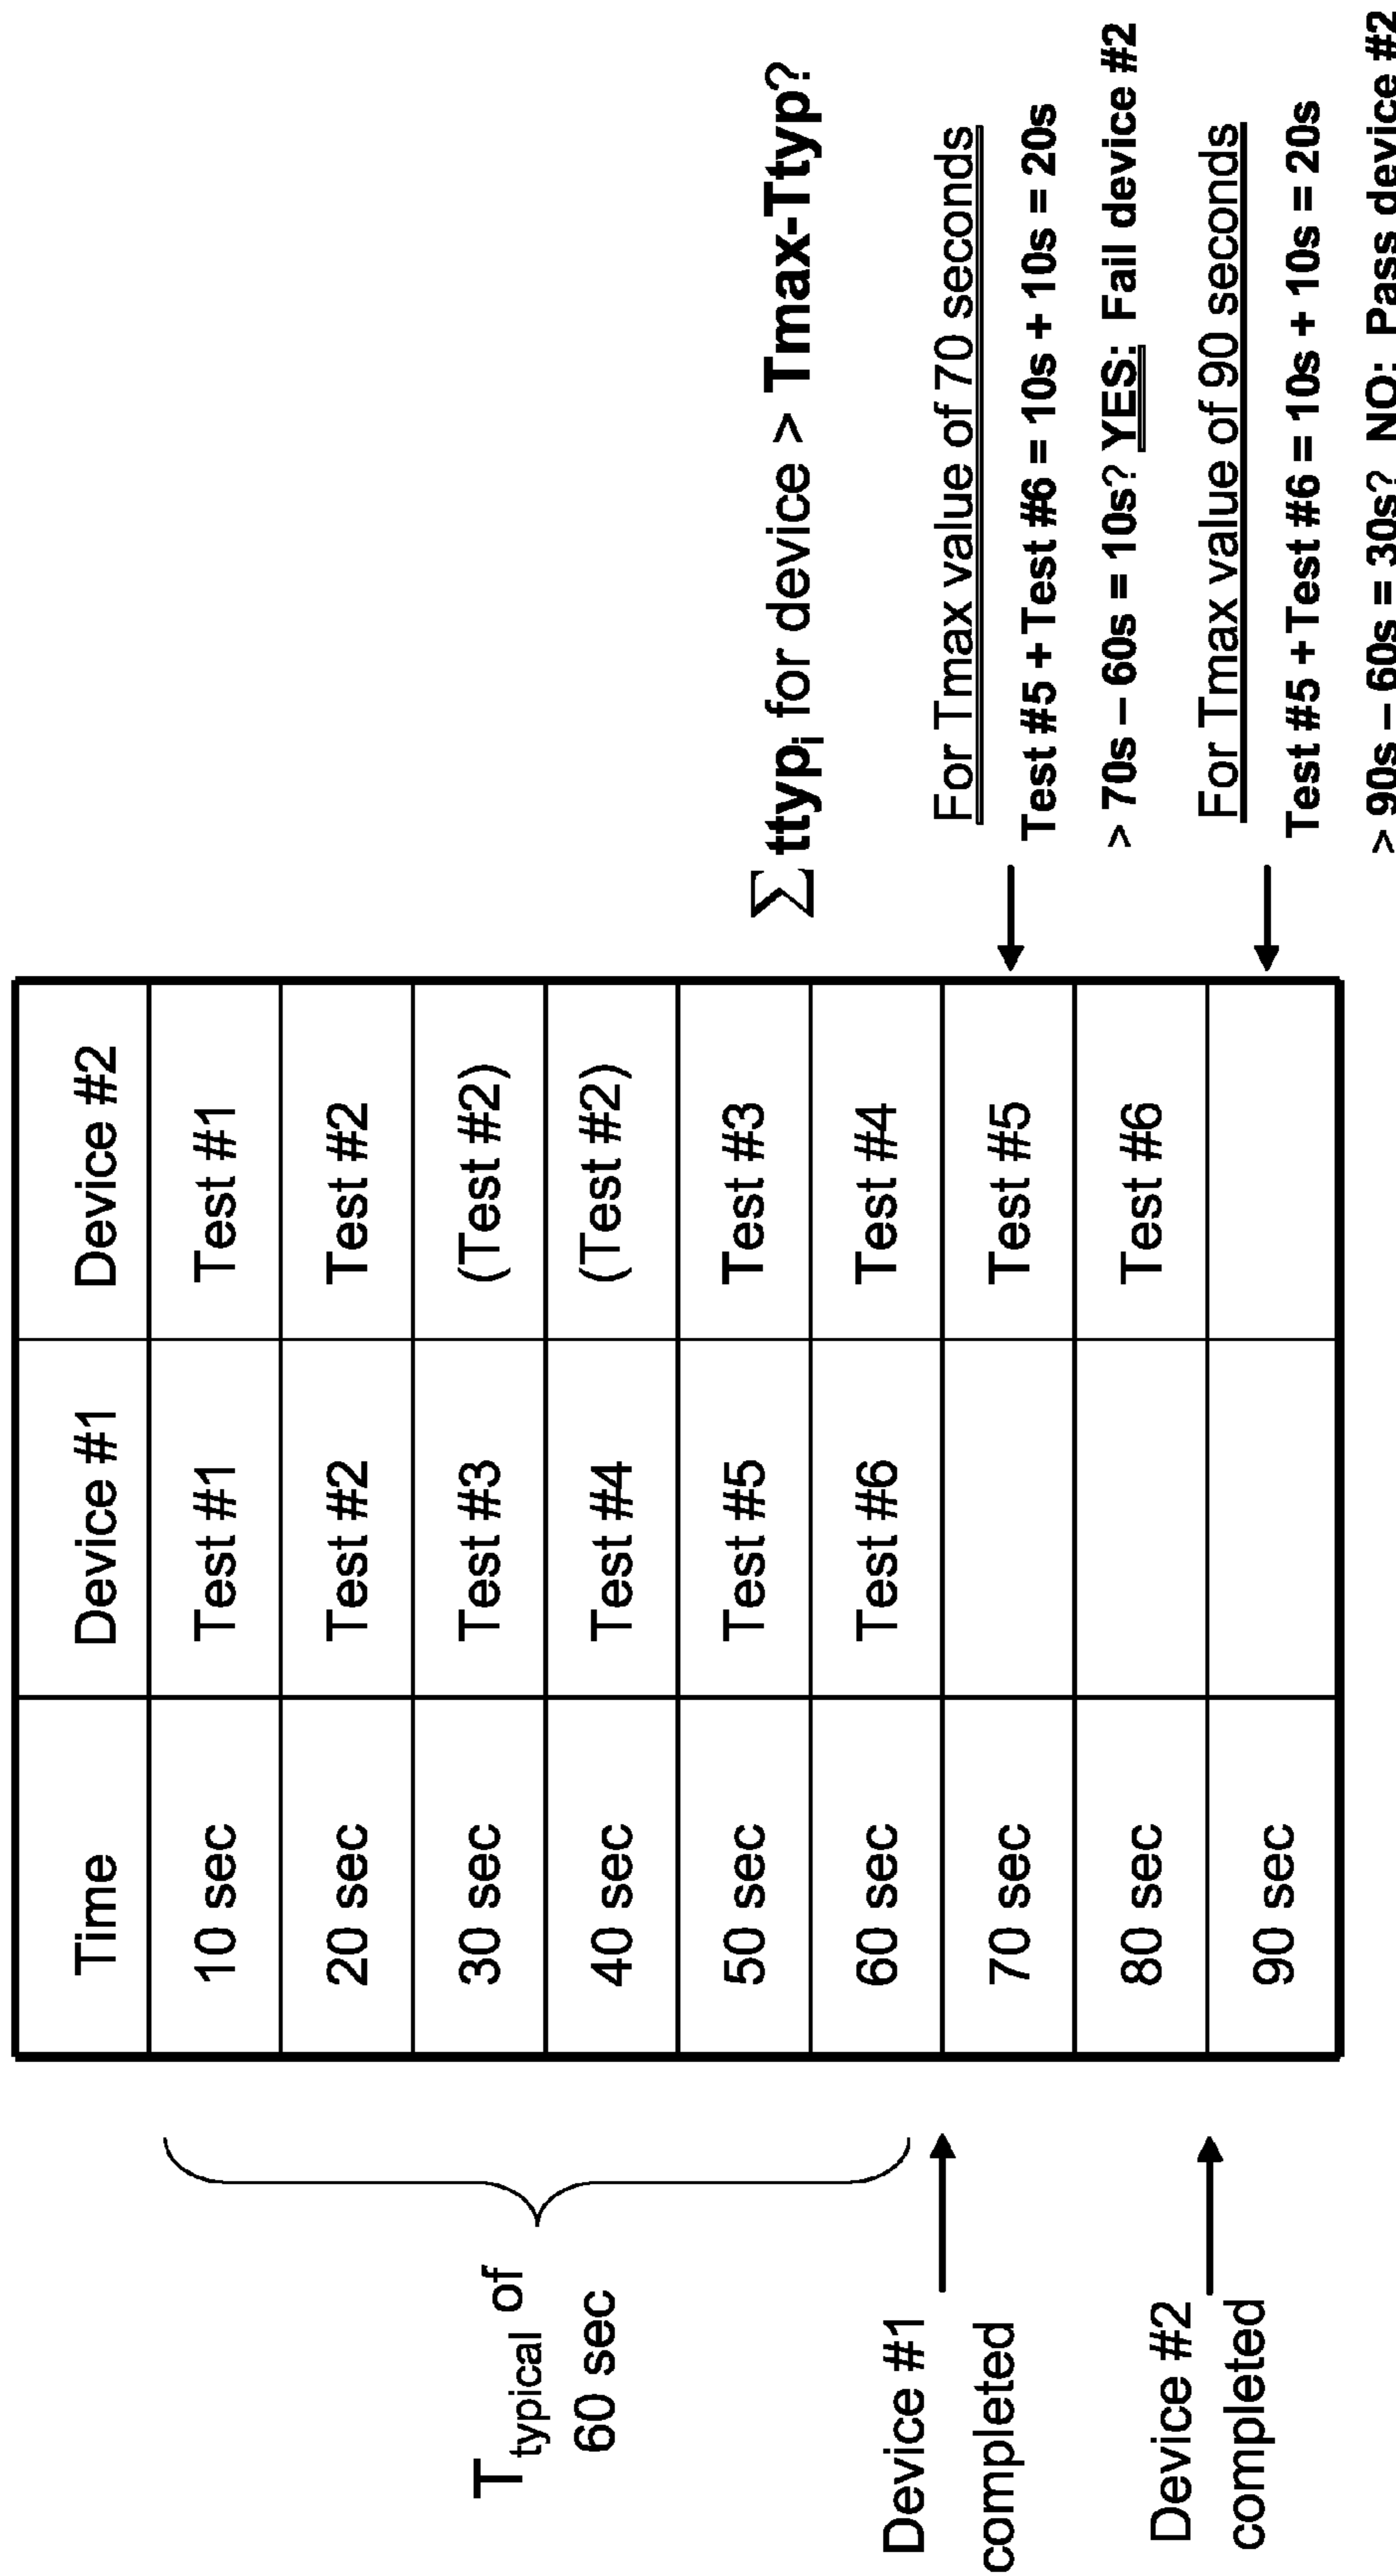 Time Device #1 Device #2
10 sec Test #1 Test #1
20 sec Test #2 Test #2
30 sec Test #3 (Test #2)
40 sec Test #4 (Test #2)
50 sec Test #5 Test #3
60 sec Test #6 Test #4
70 sec Test #5
80 sec Test #6
90 sec
Ttypical of
60 sec
Device #1
completed
Device #2
completed
∑ ttypi for device > Tmax-Ttyp?
For Tmax value of 70 seconds
Test #5 + Test #6 = 10s + 10s = 20s
> 70s – 60s = 10s? YES: Fail device #2
For Tmax value of 90 seconds
Test #5 + Test #6 = 10s + 10s = 20s
> 90s – 60s = 30s? NO: Pass device #2